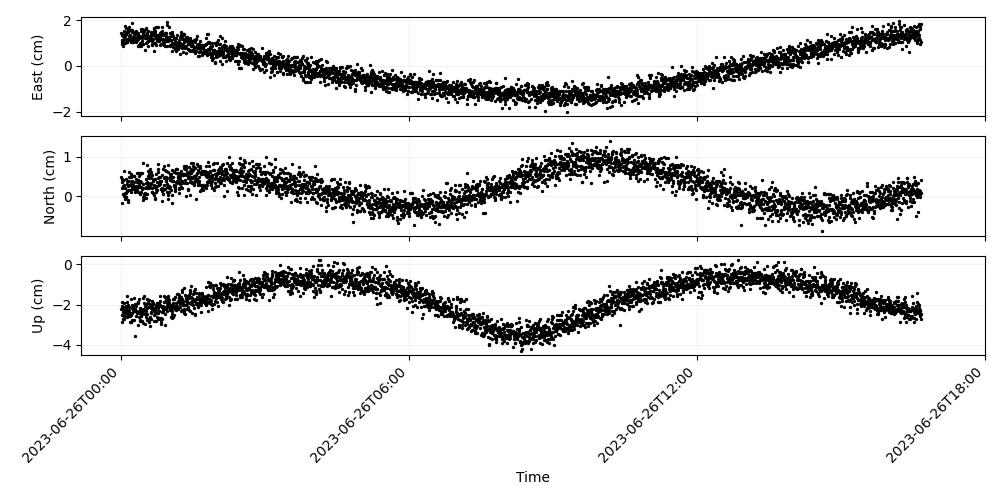 East (cm)
2
0
−2
North (cm)
1
0
Up (cm)
0
−2
−4
2023-06-26T00:00
2023-06-26T06:00
2023-06-26T12:00
2023-06-26T18:00
Time